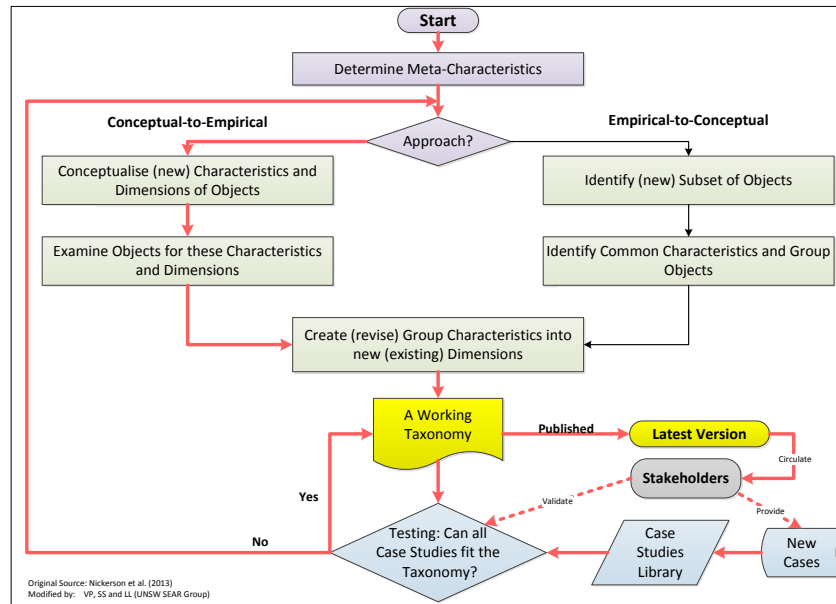 Start
Determine Meta-Characteristics
Conceptual-to-Empirical
Empirical-to-Conceptual
Approach?
Conceptualise (new) Characteristics and
Dimensions of Objects
Identify (new) Subset of Objects
Examine Objects for these Characteristics
and Dimensions
Identify Common Characteristics and Group
Objects
Create (revise) Group Characteristics into
new (existing) Dimensions
A Working
Taxonomy
Published
Latest Version
Circulate
Stakeholders
Yes
Validate
Provide
No
Testing: Can all
Case Studies fit the
Taxonomy?
Case
Studies
Library
New
Cases
Original Source: Nickerson et al. (2013)
Modified by: VP, SS and LL (UNSW SEAR Group)